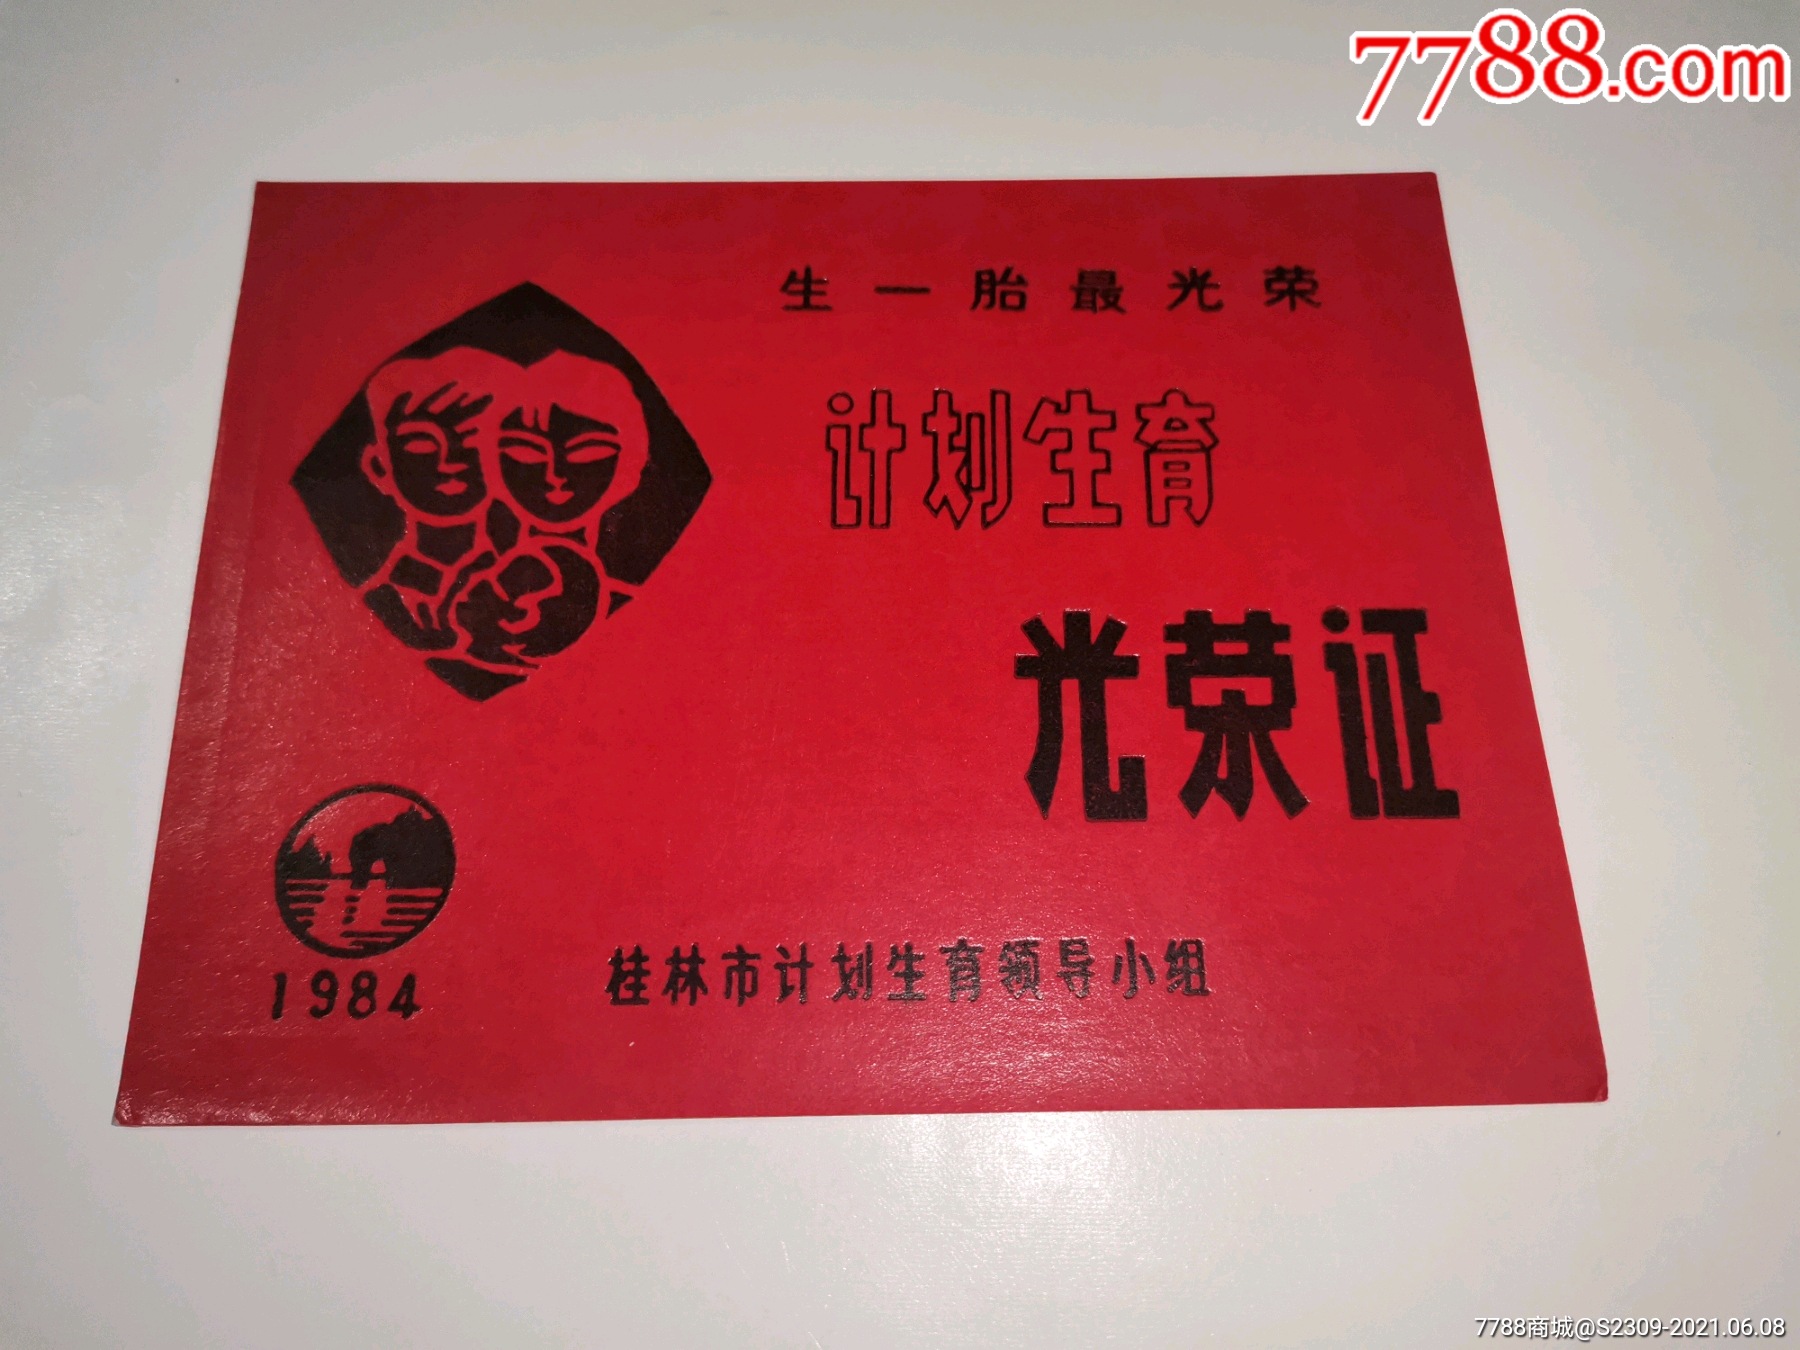 7788.com
生一胎最光荣
计划生育
光荣证
1984
桂林市计划生育领导小组
7788商城@S2309-2021.06.08